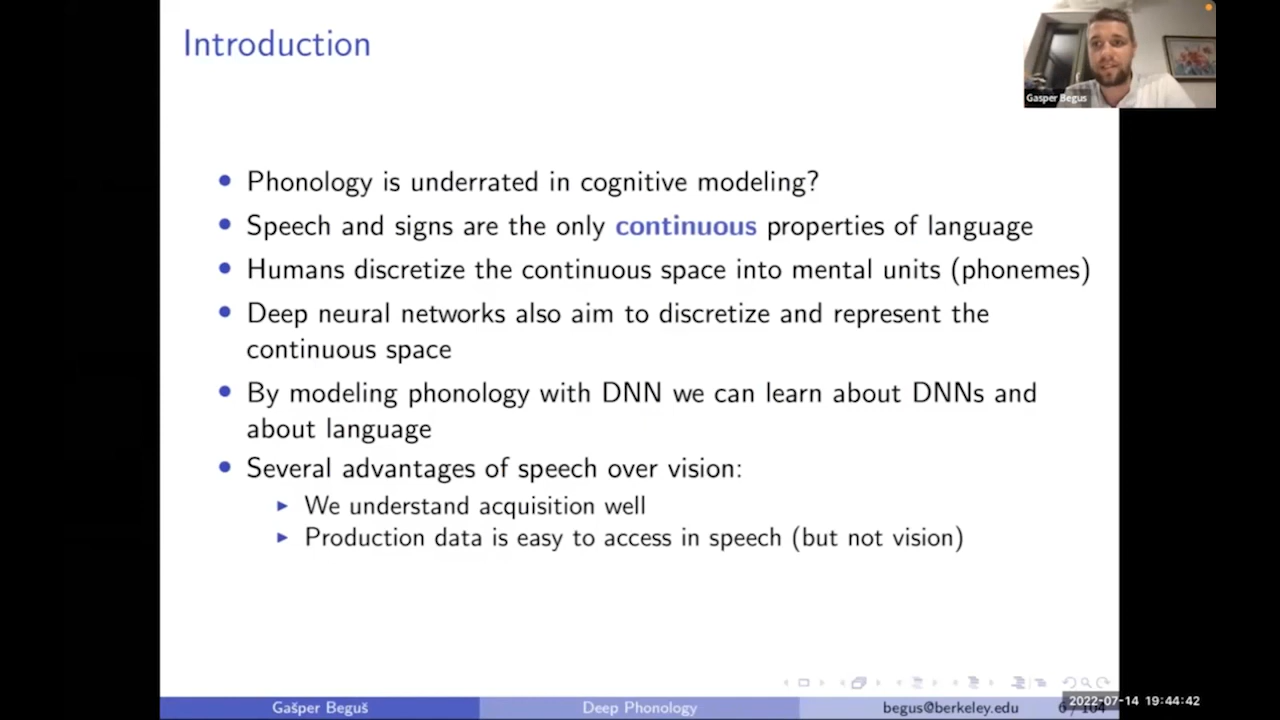 Introduction
Gasper Begus
Phonology is underrated in cognitive modeling?
Speech and signs are the only continuous properties of language
Humans discretize the continuous space into mental units (phonemes)
Deep neural networks also aim to discretize and represent the
continuous space
By modeling phonology with DNN we can learn about DNNs and
about language
Several advantages of speech over vision:
We understand acquisition well
Production data is easy to access in speech (but not vision)
Gašper Beguš
Deep Phonology
begus@berkeley.edu
2022-07-14 19:44:42